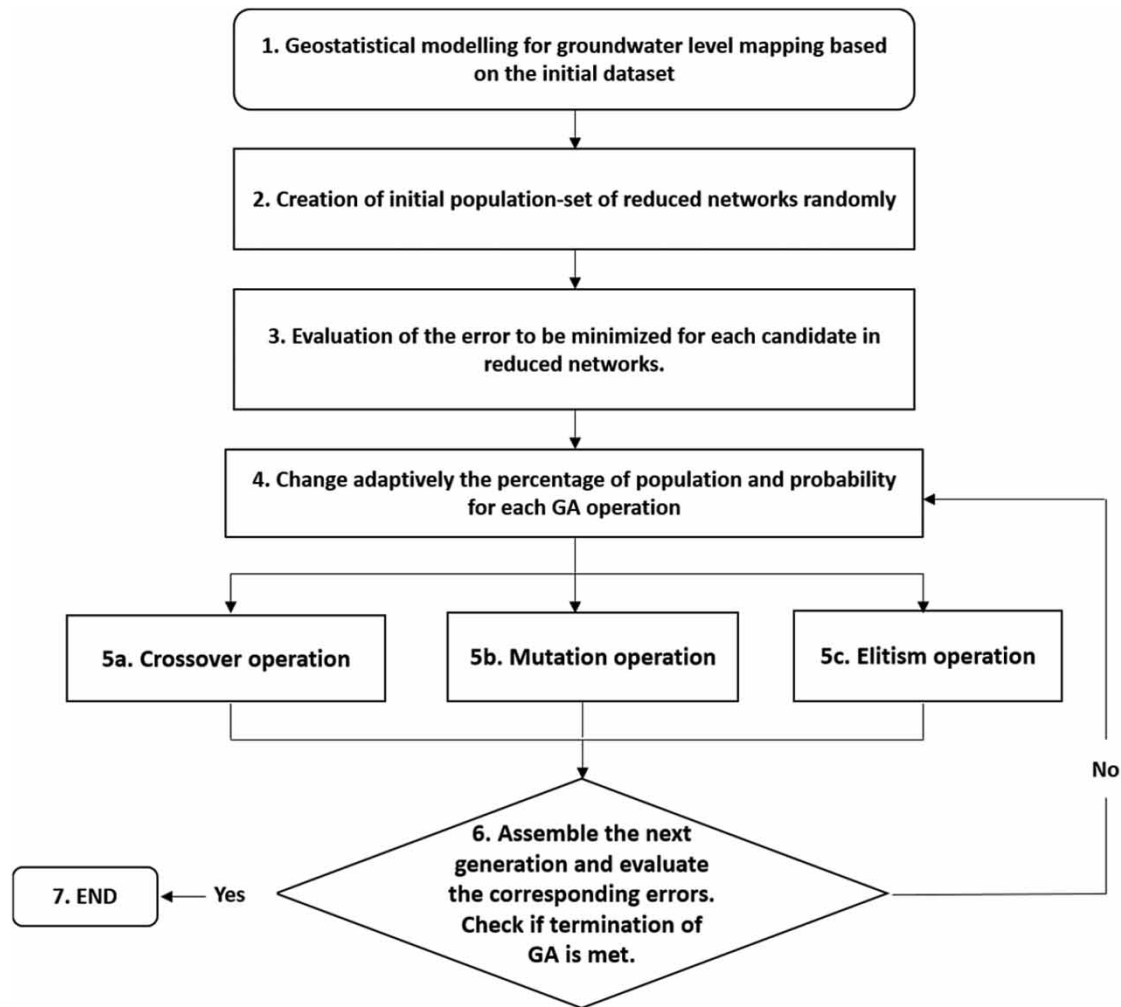 1. Geostatistical modelling for groundwater level mapping based
on the initial dataset
2. Creation of initial population-set of reduced networks randomly
3. Evaluation of the error to be minimized for each candidate in
reduced networks.
4. Change adaptively the percentage of population and probability
for each GA operation
5a. Crossover operation
5b. Mutation operation
5c. Elitism operation
No
6. Assemble the next
generation and evaluate
the corresponding errors.
Check if termination of
GA is met.
Yes
7. END